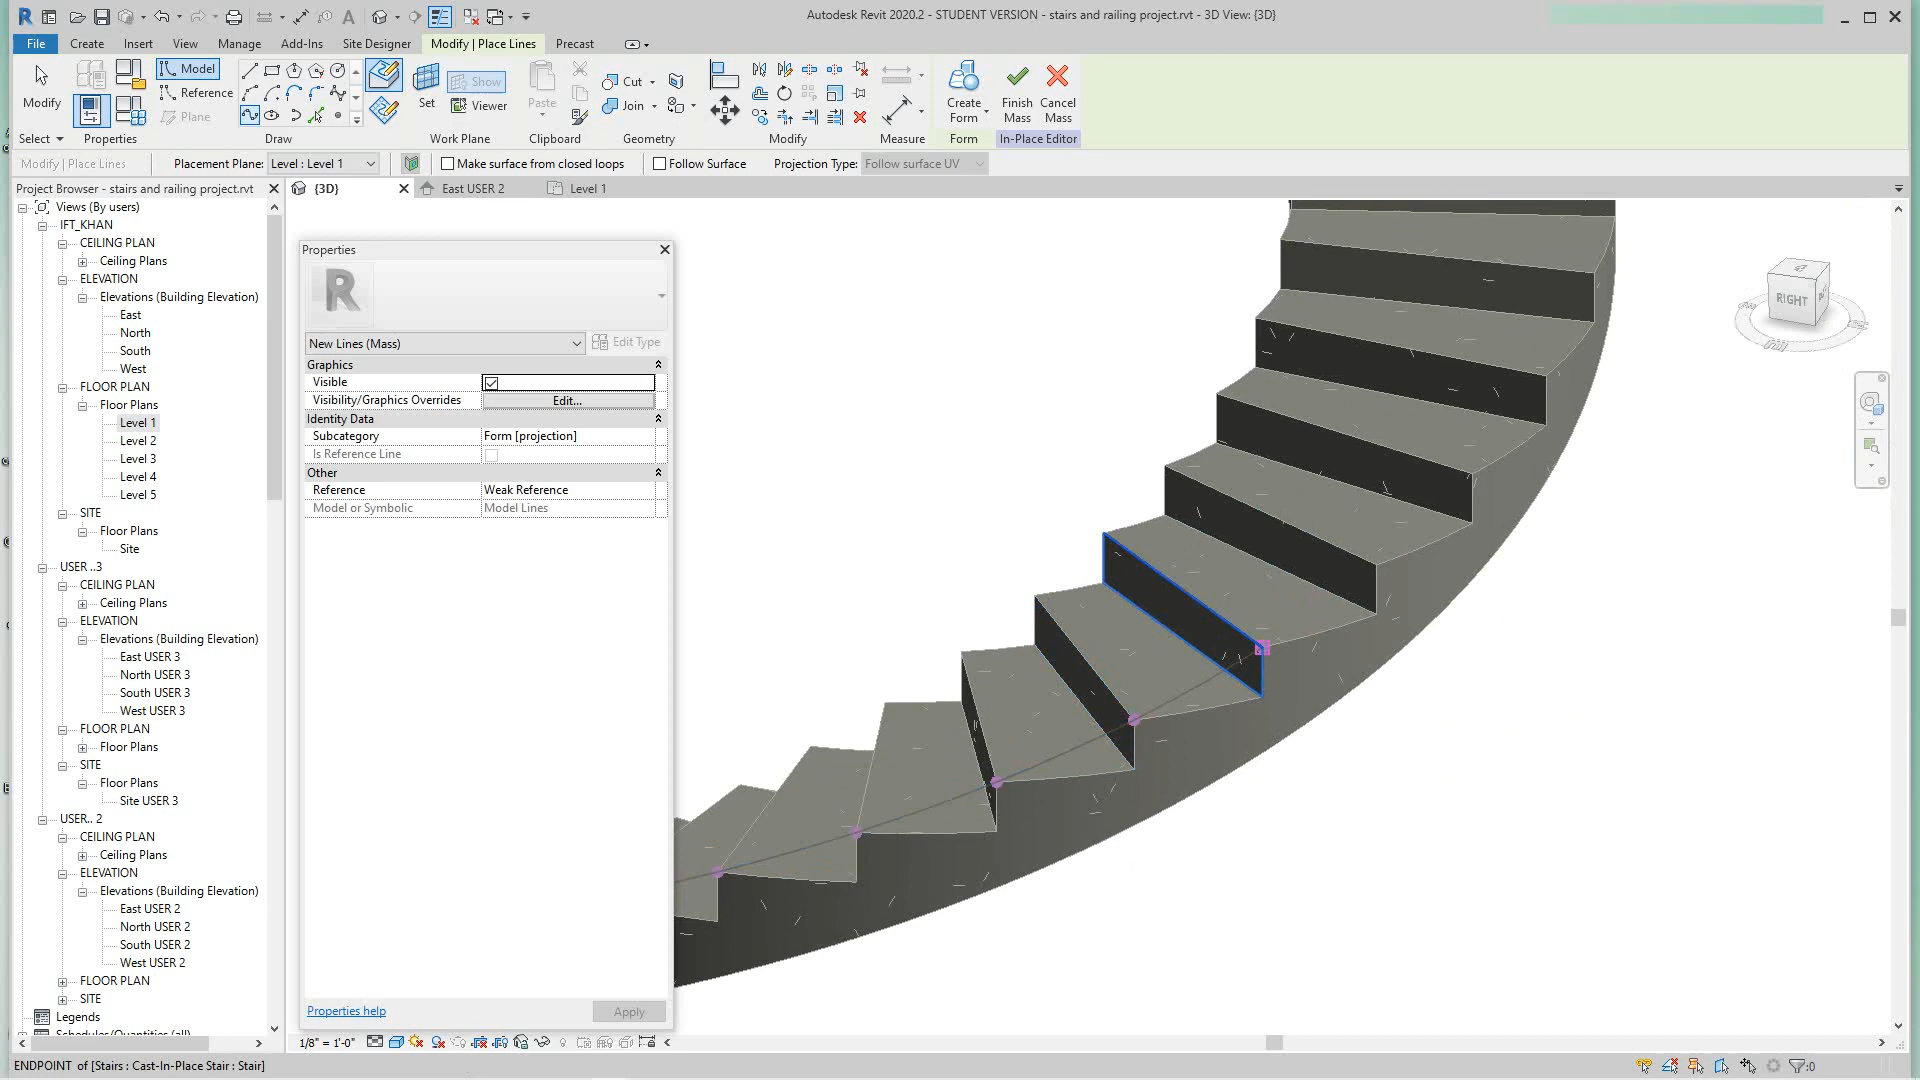 Autodesk Revit 2020.2 - STUDENT VERSION - stairs and railing project.rvt - 3D View: {3D}
File Create Insert View Manage Add-Ins Site Designer Modify | Place Lines Precast
Modify
Model
Reference
Plane
Set
Show
Viewer
Paste
Cut
Join
Create Form
Finish Mass
Cancel Mass
Select Properties Draw Work Plane Clipboard Geometry Modify Measure Form In-Place Editor
Modify | Place Lines Placement Plane: Level : Level 1 Make surface from closed loops Follow Surface Projection Type: Follow surface UV
Project Browser - stairs and railing project.rvt
{3D} East USER 2 Level 1
Views (By users)
IFT_KHAN
CEILING PLAN
Ceiling Plans
ELEVATION
Elevations (Building Elevation)
East
North
South
West
FLOOR PLAN
Floor Plans
Level 1
Level 2
Level 3
Level 4
Level 5
SITE
Floor Plans
Site
USER ..3
CEILING PLAN
Ceiling Plans
ELEVATION
Elevations (Building Elevation)
East USER 3
North USER 3
South USER 3
West USER 3
FLOOR PLAN
Floor Plans
SITE
Floor Plans
Site USER 3
USER.. 2
CEILING PLAN
Ceiling Plans
ELEVATION
Elevations (Building Elevation)
East USER 2
North USER 2
South USER 2
West USER 2
FLOOR PLAN
SITE
Legends
Schedules/Quantities (all)
Properties
R
New Lines (Mass) Edit Type
Graphics
Visible
Visibility/Graphics Overrides Edit...
Identity Data
Subcategory Form [projection]
Is Reference Line
Other
Reference Weak Reference
Model or Symbolic Model Lines
Properties help Apply
RIGHT
1/8" = 1'-0"
ENDPOINT of [Stairs : Cast-In-Place Stair : Stair]
:0